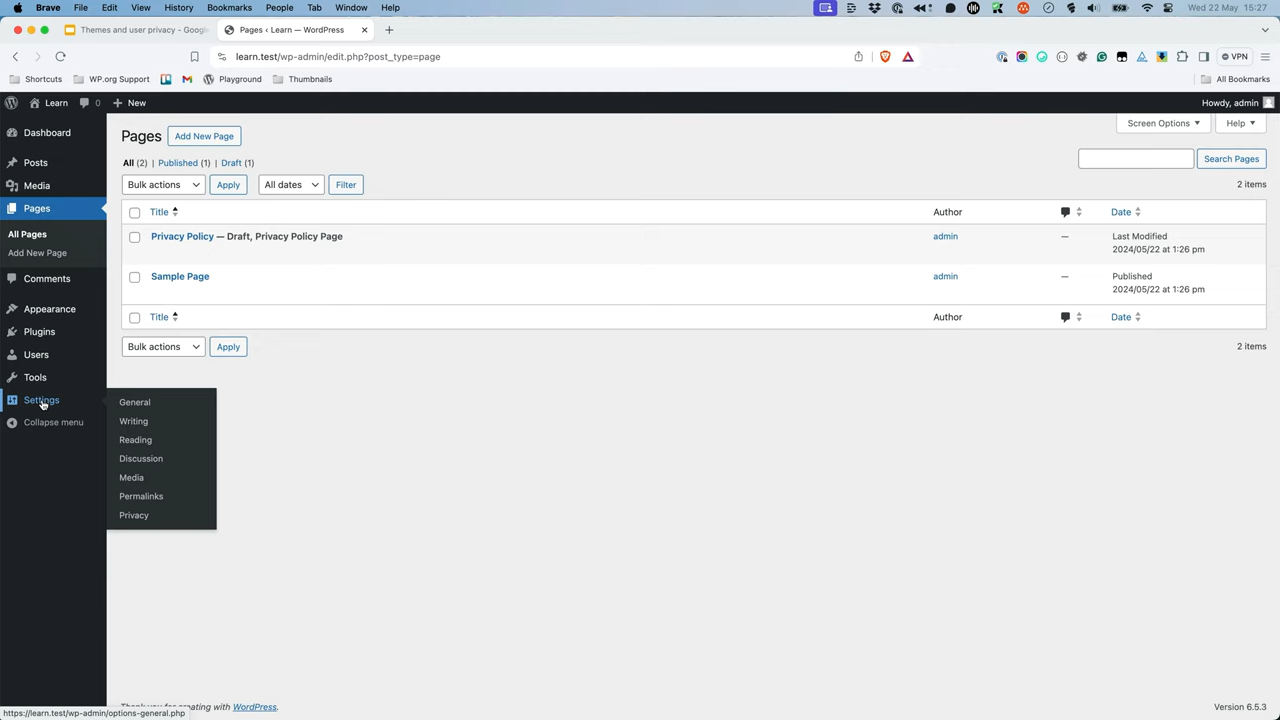 Brave File Edit View History Bookmarks People Tab Window Help Wed 22 May 15:27
Themes and user privacy - Googl Pages ‹ Learn — WordPress
learn.test/wp-admin/edit.php?post_type=page VPN
Shortcuts WP.org Support Playground Thumbnails All Bookmarks
Learn 0 New Howdy, admin
Screen Options Help
Dashboard
Posts
Media
Pages
All Pages
Add New Page
Comments
Appearance
Plugins
Users
Tools
Settings
Collapse menu
General
Writing
Reading
Discussion
Media
Permalinks
Privacy
Pages Add New Page
All (2) | Published (1) | Draft (1)
Search Pages
Bulk actions Apply All dates Filter 2 items
Title Author Date
Privacy Policy — Draft, Privacy Policy Page admin — Last Modified
2024/05/22 at 1:26 pm
Sample Page admin — Published
2024/05/22 at 1:26 pm
Title Author Date
Bulk actions Apply 2 items
Thank you for creating with WordPress. Version 6.5.3
https://learn.test/wp-admin/options-general.php